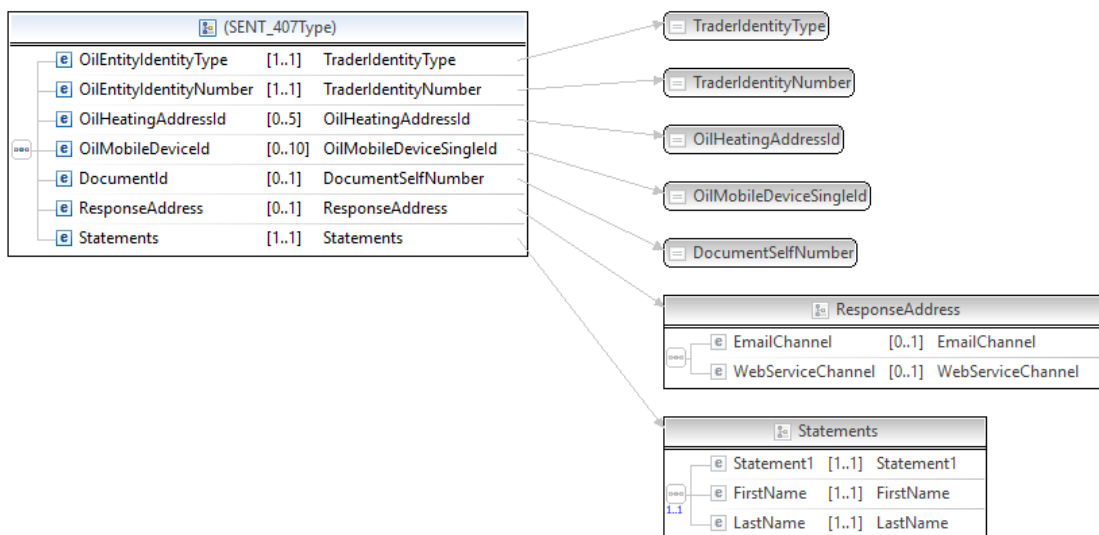 (SENT_407Type)
e OilEntityIdentityType [1..1] TraderIdentityType
e OilEntityIdentityNumber [1..1] TraderIdentityNumber
e OilHeatingAddressId [0..5] OilHeatingAddressId
e OilMobileDeviceId [0..10] OilMobileDeviceSingleId
e DocumentId [0..1] DocumentSelfNumber
e ResponseAddress [0..1] ResponseAddress
e Statements [1..1] Statements
TraderIdentityType
TraderIdentityNumber
OilHeatingAddressId
OilMobileDeviceSingleId
DocumentSelfNumber
ResponseAddress
e EmailChannel [0..1] EmailChannel
e WebServiceChannel [0..1] WebServiceChannel
Statements
e Statement1 [1..1] Statement1
e FirstName [1..1] FirstName
1..1
e LastName [1..1] LastName